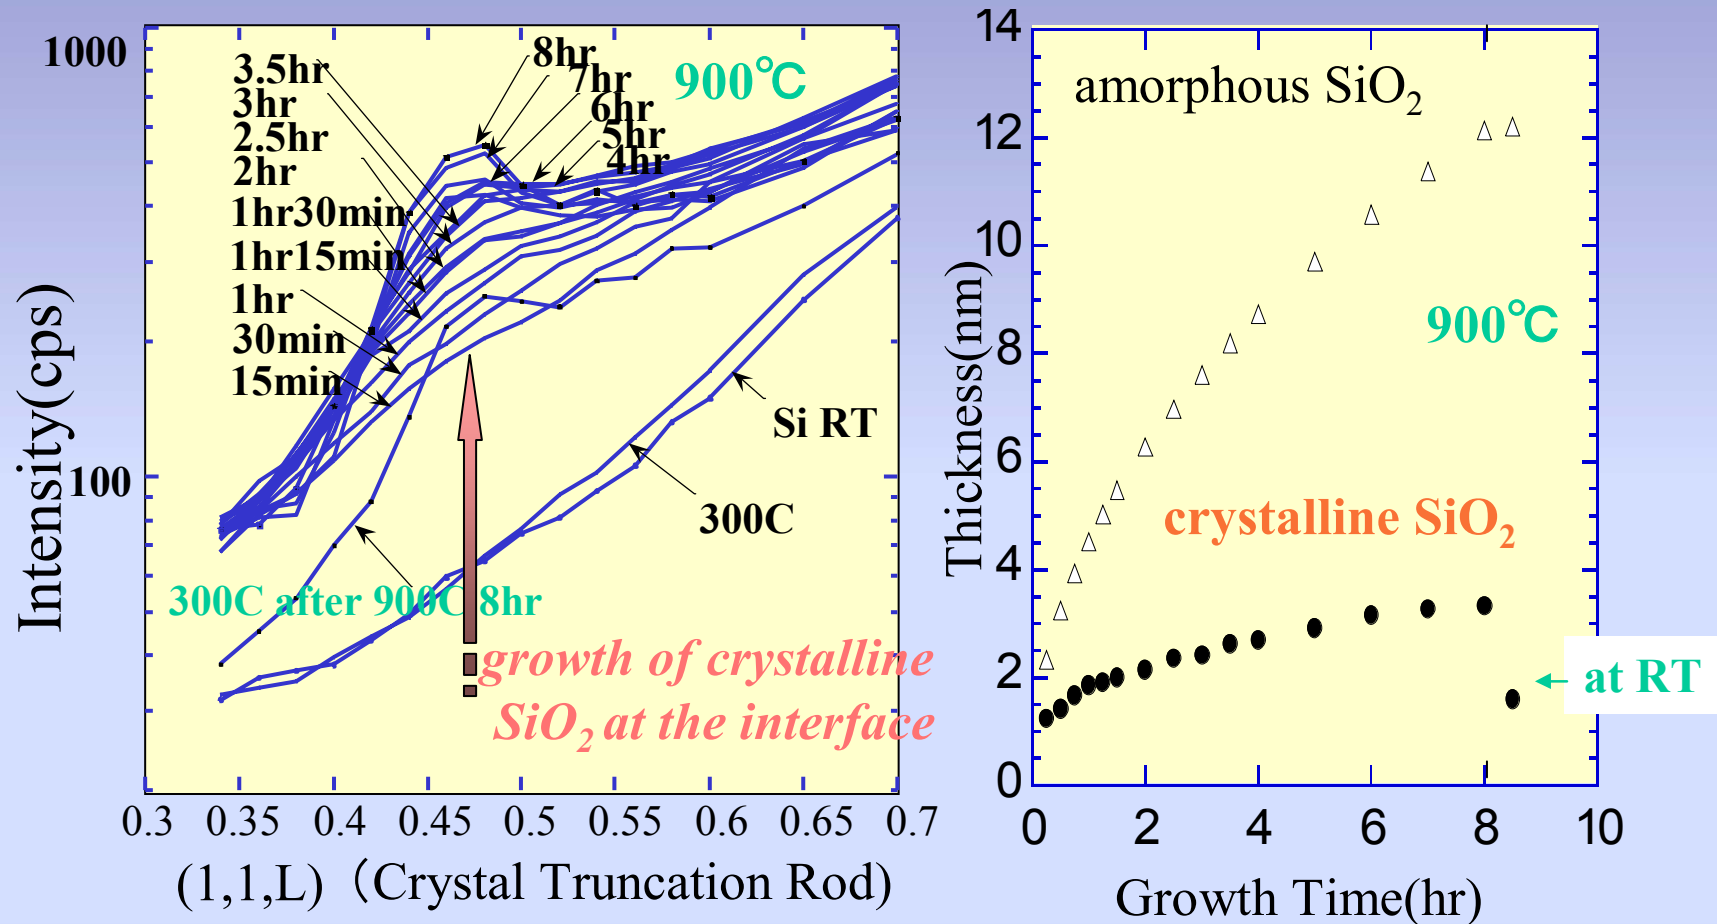 1000
100
Intensity(cps)
3.5hr
3hr
2.5hr
2hr
1hr30min
1hr15min
1hr
30min
15min
8hr
7hr
6hr
5hr
4hr
900℃
Si RT
300C
300C after 900C 8hr
growth of crystalline
SiO2 at the interface
0.3 0.35 0.4 0.45 0.5 0.55 0.6 0.65 0.7
(1,1,L)（Crystal Truncation Rod)
14
12
10
8
6
4
2
0
Thickness(nm)
amorphous SiO2
900℃
crystalline SiO2
at RT
0 2 4 6 8 10
Growth Time(hr)